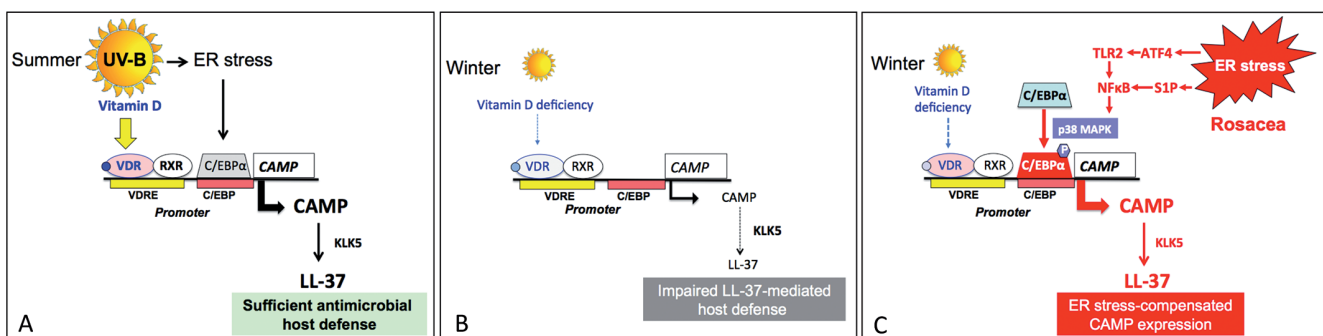 Summer
UV-B
ER stress
Vitamin D
VDR
RXR
C/EBPα
CAMP
VDRE
C/EBP
Promoter
CAMP
KLK5
LL-37
Sufficient antimicrobial
host defense
A
Winter
Vitamin D deficiency
VDR
RXR
CAMP
VDRE
C/EBP
Promoter
CAMP
KLK5
LL-37
Impaired LL-37-mediated
host defense
B
Winter
Vitamin D
deficiency
TLR2
ATF4
ER stress
NFκB
S1P
C/EBPα
p38 MAPK
Rosacea
P
VDR
RXR
C/EBPα
CAMP
VDRE
C/EBP
Promoter
CAMP
KLK5
LL-37
ER stress-compensated
CAMP expression
C